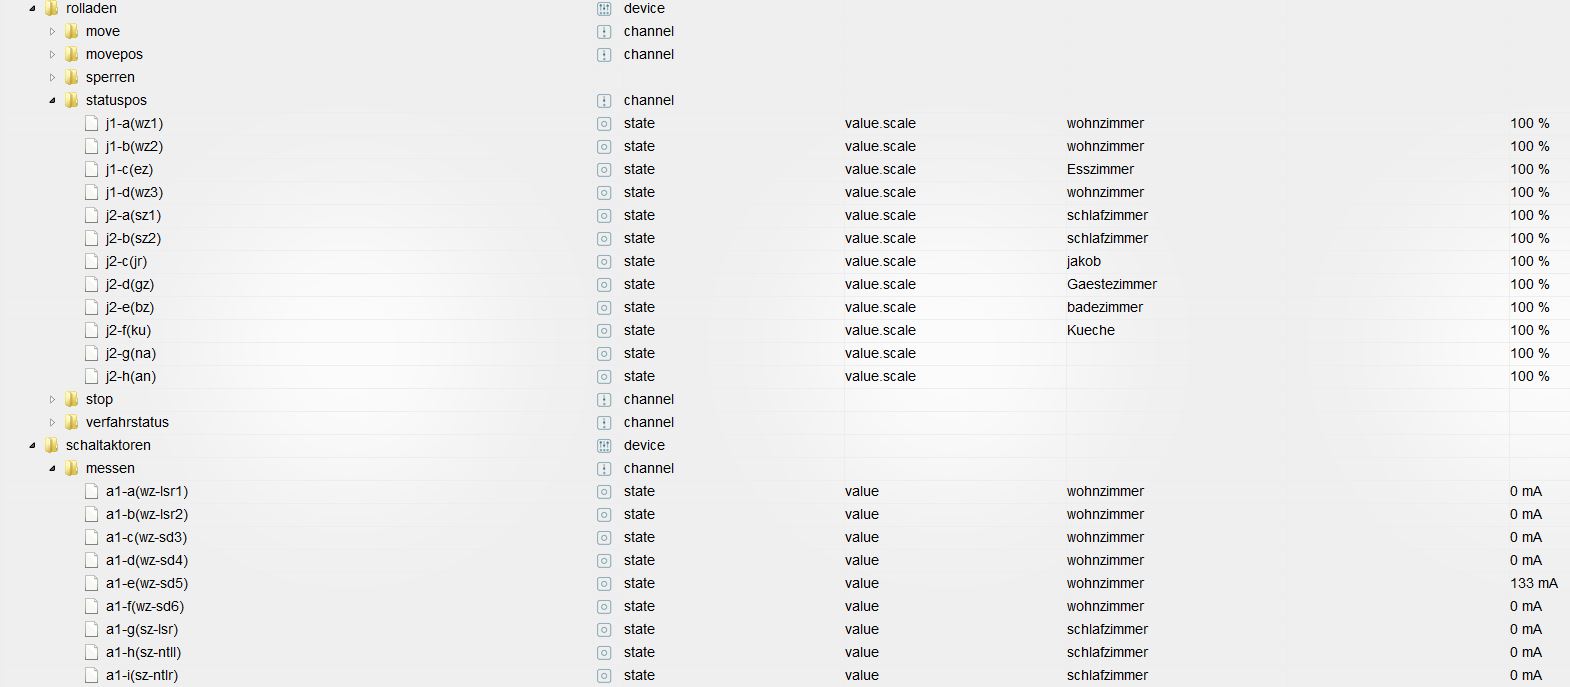 rolladen device
move channel
movepos channel
sperren
statuspos channel
j1-a(wz1) state value.scale wohnzimmer 100 %
j1-b(wz2) state value.scale wohnzimmer 100 %
j1-c(ez) state value.scale Esszimmer 100 %
j1-d(wz3) state value.scale wohnzimmer 100 %
j2-a(sz1) state value.scale schlafzimmer 100 %
j2-b(sz2) state value.scale schlafzimmer 100 %
j2-c(jr) state value.scale jakob 100 %
j2-d(gz) state value.scale Gaestezimmer 100 %
j2-e(bz) state value.scale badezimmer 100 %
j2-f(ku) state value.scale Kueche 100 %
j2-g(na) state value.scale 100 %
j2-h(an) state value.scale 100 %
stop channel
verfahrstatus channel
schaltaktoren device
messen channel
a1-a(wz-lsr1) state value wohnzimmer 0 mA
a1-b(wz-lsr2) state value wohnzimmer 0 mA
a1-c(wz-sd3) state value wohnzimmer 0 mA
a1-d(wz-sd4) state value wohnzimmer 0 mA
a1-e(wz-sd5) state value wohnzimmer 133 mA
a1-f(wz-sd6) state value wohnzimmer 0 mA
a1-g(sz-lsr) state value schlafzimmer 0 mA
a1-h(sz-ntll) state value schlafzimmer 0 mA
a1-i(sz-ntlr) state value schlafzimmer 0 mA